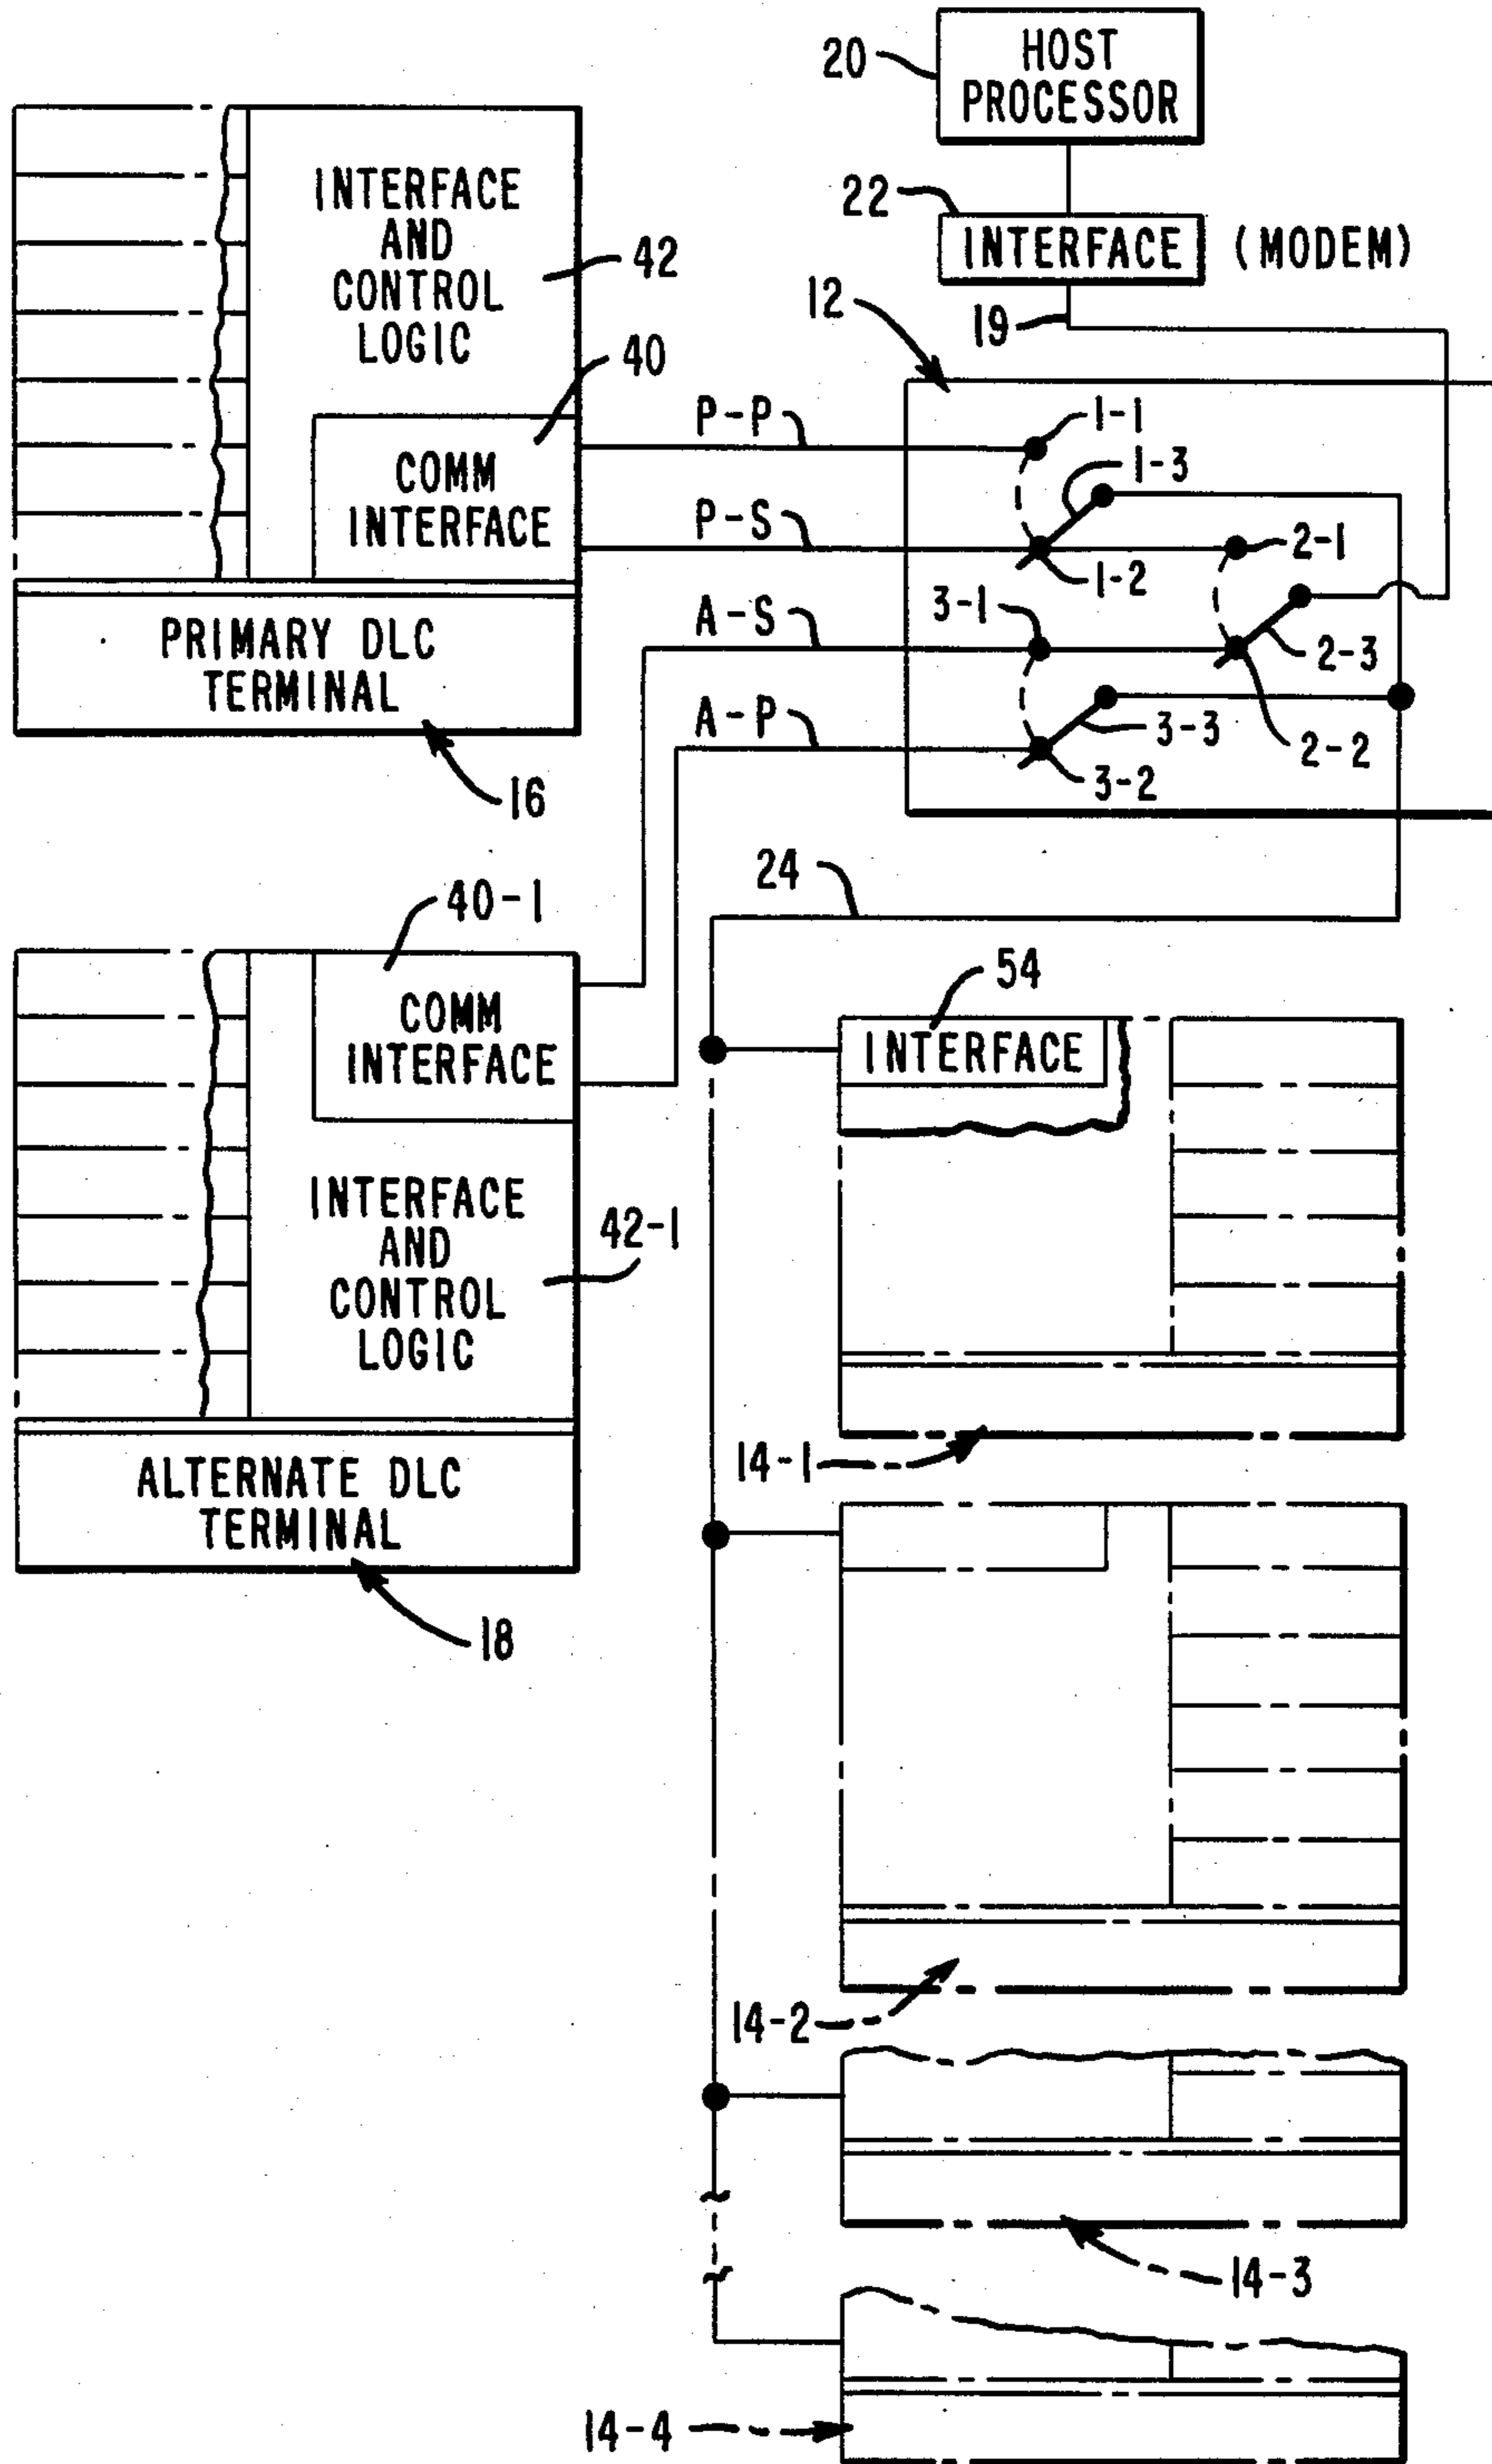 20
HOST
PROCESSOR
22
INTERFACE (MODEM)
19
12
INTERFACE
AND
CONTROL
LOGIC
42
40
COMM
INTERFACE
PRIMARY DLC
TERMINAL
16
P-P
P-S
A-S
A-P
1-1
1-3
1-2
2-1
3-1
2-3
3-3
2-2
3-2
24
40-1
COMM
INTERFACE
INTERFACE
AND
CONTROL
LOGIC
42-1
ALTERNATE DLC
TERMINAL
18
54
INTERFACE
14-1
14-2
14-3
14-4